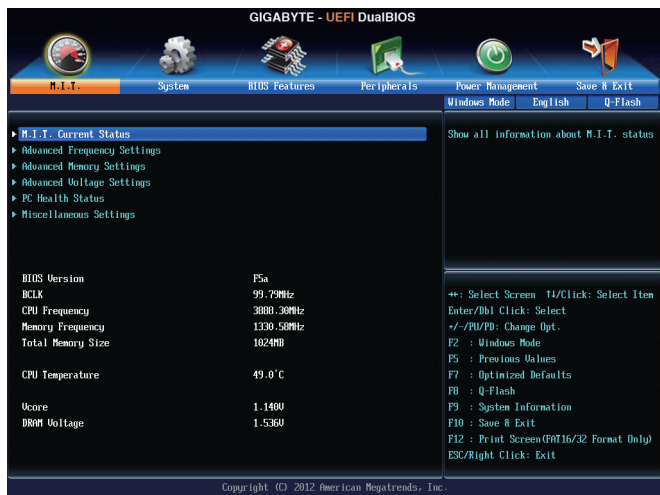 GIGABYTE - UEFI DualBIOS
M.I.T. System BIOS Features Peripherals Power Management Save & Exit
Windows Mode English Q-Flash
M.I.T. Current Status
Advanced Frequency Settings
Advanced Memory Settings
Advanced Voltage Settings
PC Health Status
Miscellaneous Settings
Show all information about M.I.T. status
BIOS Version F5a
BCLK 99.79MHz
CPU Frequency 3888.30MHz
Memory Frequency 1330.58MHz
Total Memory Size 1024MB
CPU Temperature 49.0°C
Vcore 1.140V
DRAM Voltage 1.536V
→←: Select Screen ↑↓/Click: Select Item
Enter/Dbl Click: Select
+/-/PU/PD: Change Opt.
F2 : Windows Mode
F5 : Previous Values
F7 : Optimized Defaults
F8 : Q-Flash
F9 : System Information
F10 : Save & Exit
F12 : Print Screen(FAT16/32 Format Only)
ESC/Right Click: Exit
Copyright (C) 2012 American Megatrends, Inc.